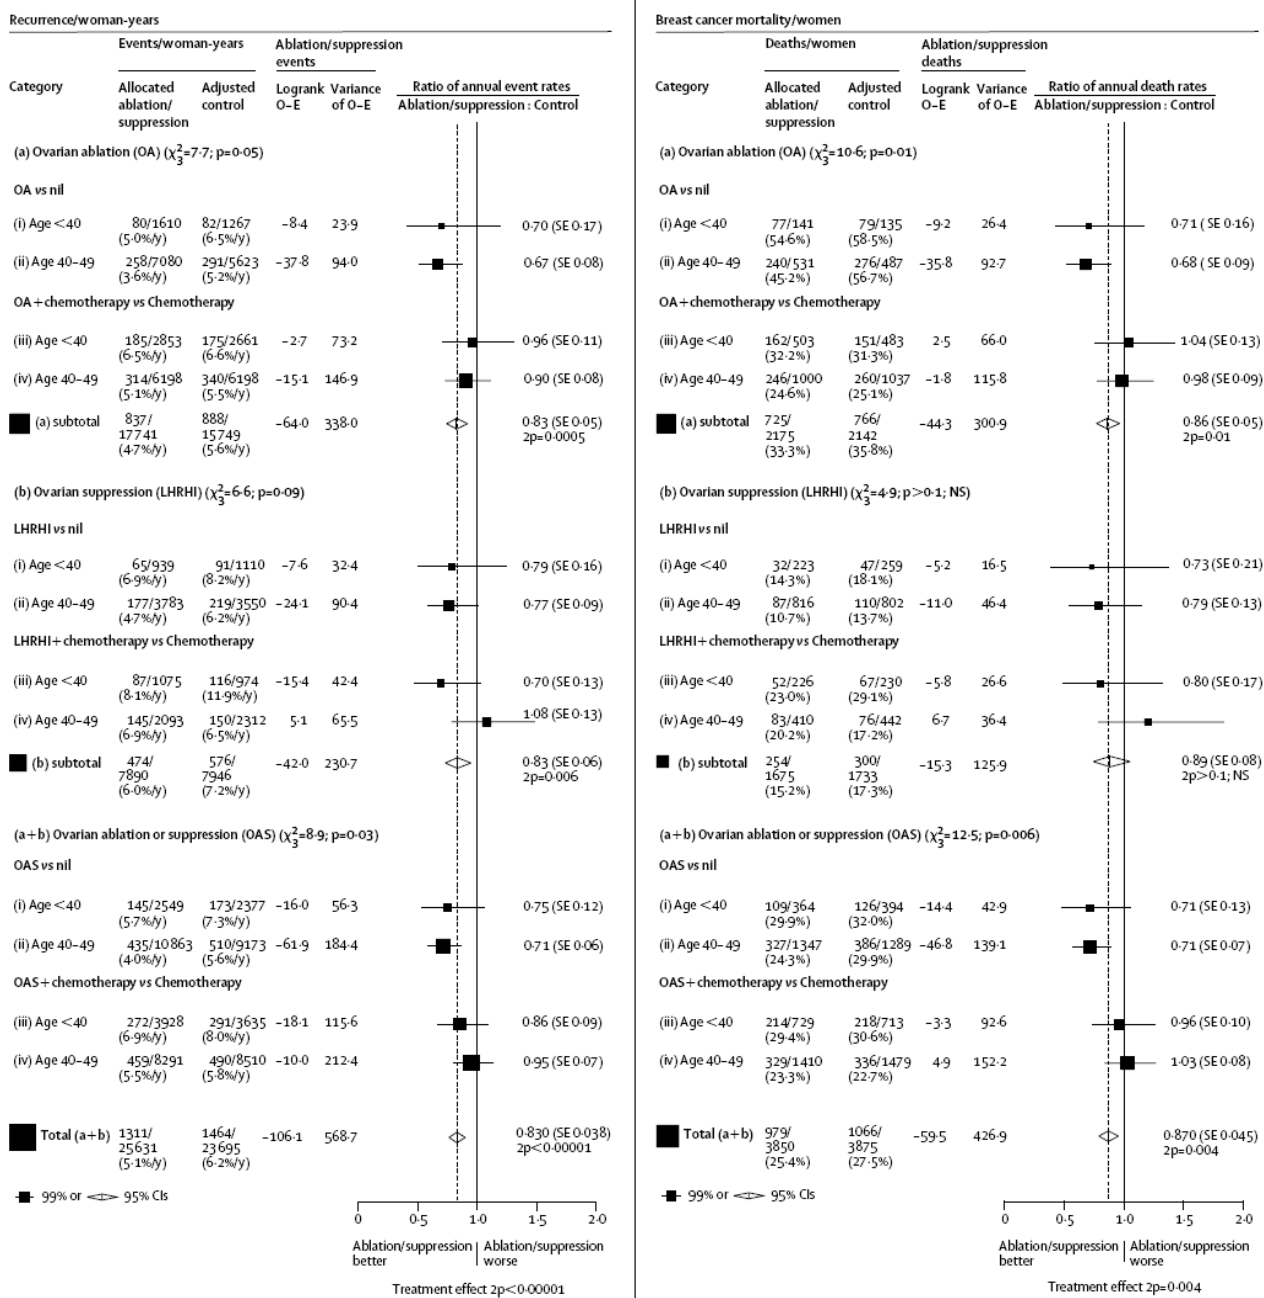 Recurrence/woman-years
Events/woman-years Ablation/suppression events
Category Allocated ablation/suppression Adjusted control Logrank O–E Variance of O–E Ratio of annual event rates
Ablation/suppression : Control
(a) Ovarian ablation (OA) (χ²₃=7·7; p=0·05)
OA vs nil
(i) Age <40 80/1610 82/1267 –8·4 23·9 0·70 (SE 0·17)
(5·0%/y) (6·5%/y)
(ii) Age 40–49 258/7080 291/5623 –37·8 94·0 0·67 (SE 0·08)
(3·6%/y) (5·2%/y)
OA+chemotherapy vs Chemotherapy
(iii) Age <40 185/2853 175/2661 –2·7 73·2 0·96 (SE 0·11)
(6·5%/y) (6·6%/y)
(iv) Age 40–49 314/6198 340/6198 –15·1 146·9 0·90 (SE 0·08)
(5·1%/y) (5·5%/y)
(a) subtotal 837/ 888/ –64·0 338·0 0·83 (SE 0·05)
17741 15749 2p=0·0005
(4·7%/y) (5·6%/y)
(b) Ovarian suppression (LHRHI) (χ²₃=6·6; p=0·09)
LHRHI vs nil
(i) Age <40 65/939 91/1110 –7·6 32·4 0·79 (SE 0·16)
(6·9%/y) (8·2%/y)
(ii) Age 40–49 177/3783 219/3550 –24·1 90·4 0·77 (SE 0·09)
(4·7%/y) (6·2%/y)
LHRHI+chemotherapy vs Chemotherapy
(iii) Age <40 87/1075 116/974 –15·4 42·4 0·70 (SE 0·13)
(8·1%/y) (11·9%/y)
(iv) Age 40–49 145/2093 150/2312 5·1 65·5 1·08 (SE 0·13)
(6·9%/y) (6·5%/y)
(b) subtotal 474/ 576/ –42·0 230·7 0·83 (SE 0·06)
7890 7946 2p=0·006
(6·0%/y) (7·2%/y)
(a+b) Ovarian ablation or suppression (OAS) (χ²₃=8·9; p=0·03)
OAS vs nil
(i) Age <40 145/2549 173/2377 –16·0 56·3 0·75 (SE 0·12)
(5·7%/y) (7·3%/y)
(ii) Age 40–49 435/10863 510/9173 –61·9 184·4 0·71 (SE 0·06)
(4·0%/y) (5·6%/y)
OAS+chemotherapy vs Chemotherapy
(iii) Age <40 272/3928 291/3635 –18·1 115·6 0·86 (SE 0·09)
(6·9%/y) (8·0%/y)
(iv) Age 40–49 459/8291 490/8510 –10·0 212·4 0·95 (SE 0·07)
(5·5%/y) (5·8%/y)
Total (a+b) 1311/ 1464/ –106·1 568·7 0·830 (SE 0·038)
25631 23695 2p<0·00001
(5·1%/y) (6·2%/y)
99% or 95% CIs
0 0·5 1·0 1·5 2·0
Ablation/suppression better Ablation/suppression worse
Treatment effect 2p<0·00001
Breast cancer mortality/women
Deaths/women Ablation/suppression deaths
Category Allocated ablation/suppression Adjusted control Logrank O–E Variance of O–E Ratio of annual death rates
Ablation/suppression : Control
(a) Ovarian ablation (OA) (χ²₃=10·6; p=0·01)
OA vs nil
(i) Age <40 77/141 79/135 –9·2 26·4 0·71 (SE 0·16)
(54·6%) (58·5%)
(ii) Age 40–49 240/531 276/487 –35·8 92·7 0·68 (SE 0·09)
(45·2%) (56·7%)
OA+chemotherapy vs Chemotherapy
(iii) Age <40 162/503 151/483 2·5 66·0 1·04 (SE 0·13)
(32·2%) (31·3%)
(iv) Age 40–49 246/1000 260/1037 –1·8 115·8 0·98 (SE 0·09)
(24·6%) (25·1%)
(a) subtotal 725/ 766/ –44·3 300·9 0·86 (SE 0·05)
2175 2142 2p=0·01
(33·3%) (35·8%)
(b) Ovarian suppression (LHRHI) (χ²₃=4·9; p>0·1; NS)
LHRHI vs nil
(i) Age <40 32/223 47/259 –5·2 16·5 0·73 (SE 0·21)
(14·3%) (18·1%)
(ii) Age 40–49 87/816 110/802 –11·0 46·4 0·79 (SE 0·13)
(10·7%) (13·7%)
LHRHI+chemotherapy vs Chemotherapy
(iii) Age <40 52/226 67/230 –5·8 26·6 0·80 (SE 0·17)
(23·0%) (29·1%)
(iv) Age 40–49 83/410 76/442 6·7 36·4
(20·2%) (17·2%)
(b) subtotal 254/ 300/ –15·3 125·9 0·89 (SE 0·08)
1675 1733 2p>0·1; NS
(15·2%) (17·3%)
(a+b) Ovarian ablation or suppression (OAS) (χ²₃=12·5; p=0·006)
OAS vs nil
(i) Age <40 109/364 126/394 –14·4 42·9 0·71 (SE 0·13)
(29·9%) (32·0%)
(ii) Age 40–49 327/1347 386/1289 –46·8 139·1 0·71 (SE 0·07)
(24·3%) (29·9%)
OAS+chemotherapy vs Chemotherapy
(iii) Age <40 214/729 218/713 –3·3 92·6 0·96 (SE 0·10)
(29·4%) (30·6%)
(iv) Age 40–49 329/1410 336/1479 4·9 152·2 1·03 (SE 0·08)
(23·3%) (22·7%)
Total (a+b) 979/ 1066/ –59·5 426·9 0·870 (SE 0·045)
3850 3875 2p=0·004
(25·4%) (27·5%)
99% or 95% CIs
0 0·5 1·0 1·5 2·0
Ablation/suppression better Ablation/suppression worse
Treatment effect 2p=0·004